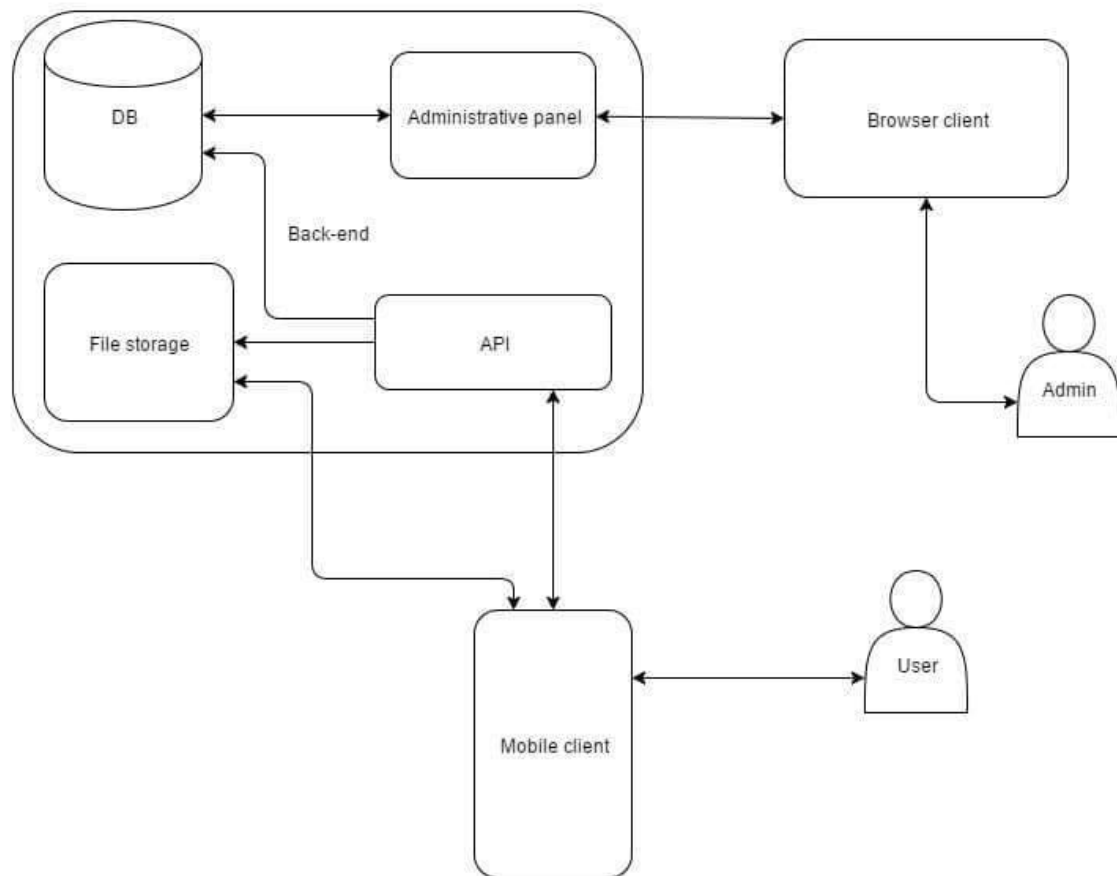 DB
Administrative panel
Browser client
Back-end
File storage
API
Admin
User
Mobile client